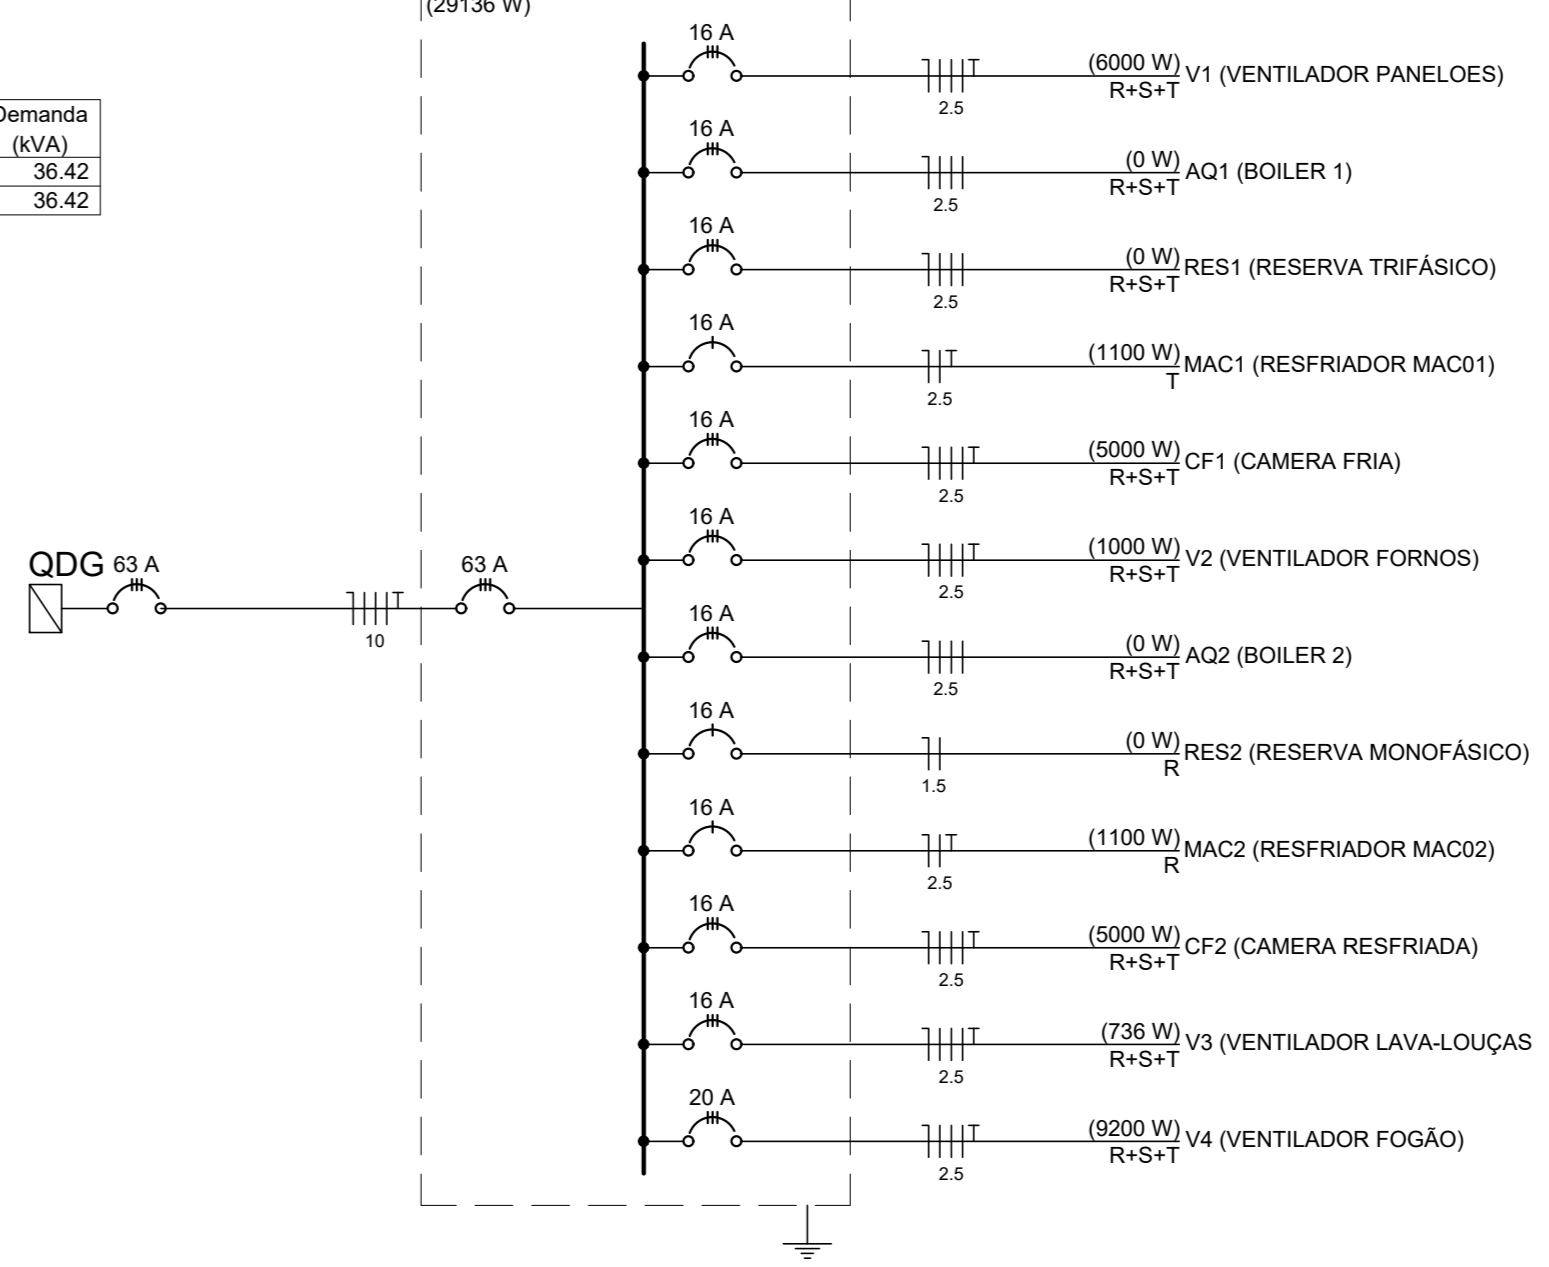 (29136 W)
Demanda
(kVA)
36.42
36.42
16 A
(6000 W)
V1 (VENTILADOR PANELOES)
R+S+T
2.5
16 A
(0 W)
AQ1 (BOILER 1)
R+S+T
2.5
16 A
(0 W)
RES1 (RESERVA TRIFÁSICO)
R+S+T
2.5
16 A
(1100 W)
MAC1 (RESFRIADOR MAC01)
T
2.5
16 A
(5000 W)
CF1 (CAMERA FRIA)
R+S+T
2.5
16 A
(1000 W)
V2 (VENTILADOR FORNOS)
R+S+T
2.5
QDG
63 A
63 A
10
16 A
(0 W)
AQ2 (BOILER 2)
R+S+T
2.5
16 A
(0 W)
RES2 (RESERVA MONOFÁSICO)
R
1.5
16 A
(1100 W)
MAC2 (RESFRIADOR MAC02)
R
2.5
16 A
(5000 W)
CF2 (CAMERA RESFRIADA)
R+S+T
2.5
16 A
(736 W)
V3 (VENTILADOR LAVA-LOUÇAS
R+S+T
2.5
20 A
(9200 W)
V4 (VENTILADOR FOGÃO)
R+S+T
2.5